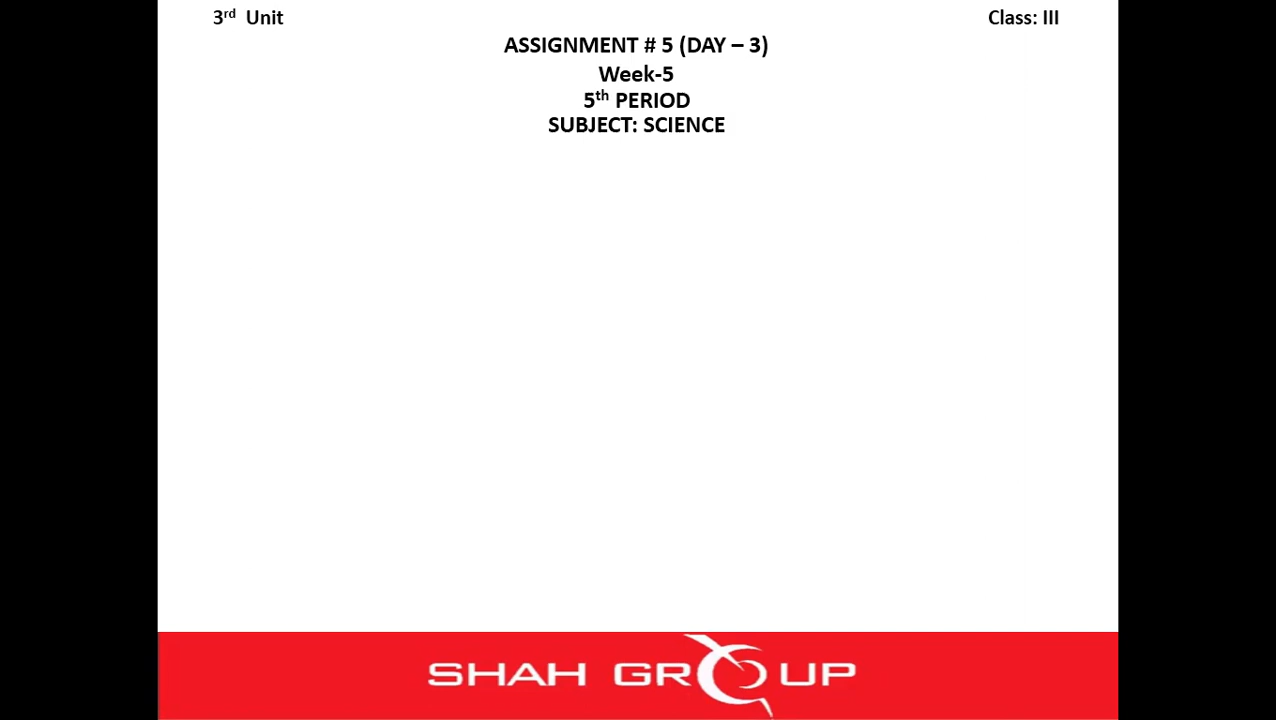 3rd Unit
Class: III
ASSIGNMENT # 5 (DAY – 3)
Week-5
5th PERIOD
SUBJECT: SCIENCE
SHAH GROUP